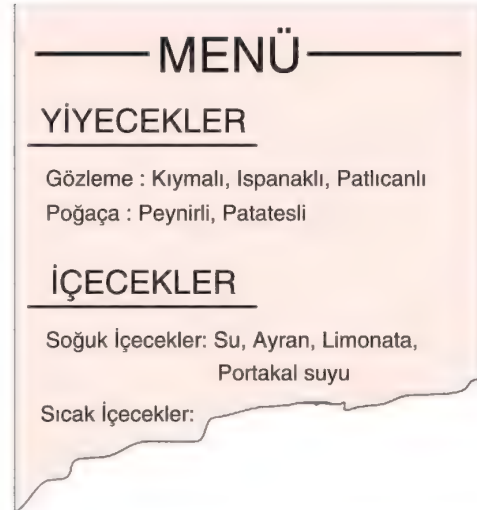 MENÜ
YİYECEKLER
Gözleme : Kıymalı, Ispanaklı, Patlıcanlı
Poğaça : Peynirli, Patatesli
İÇECEKLER
Soğuk İçecekler: Su, Ayran, Limonata,
Portakal suyu
Sıcak İçecekler: